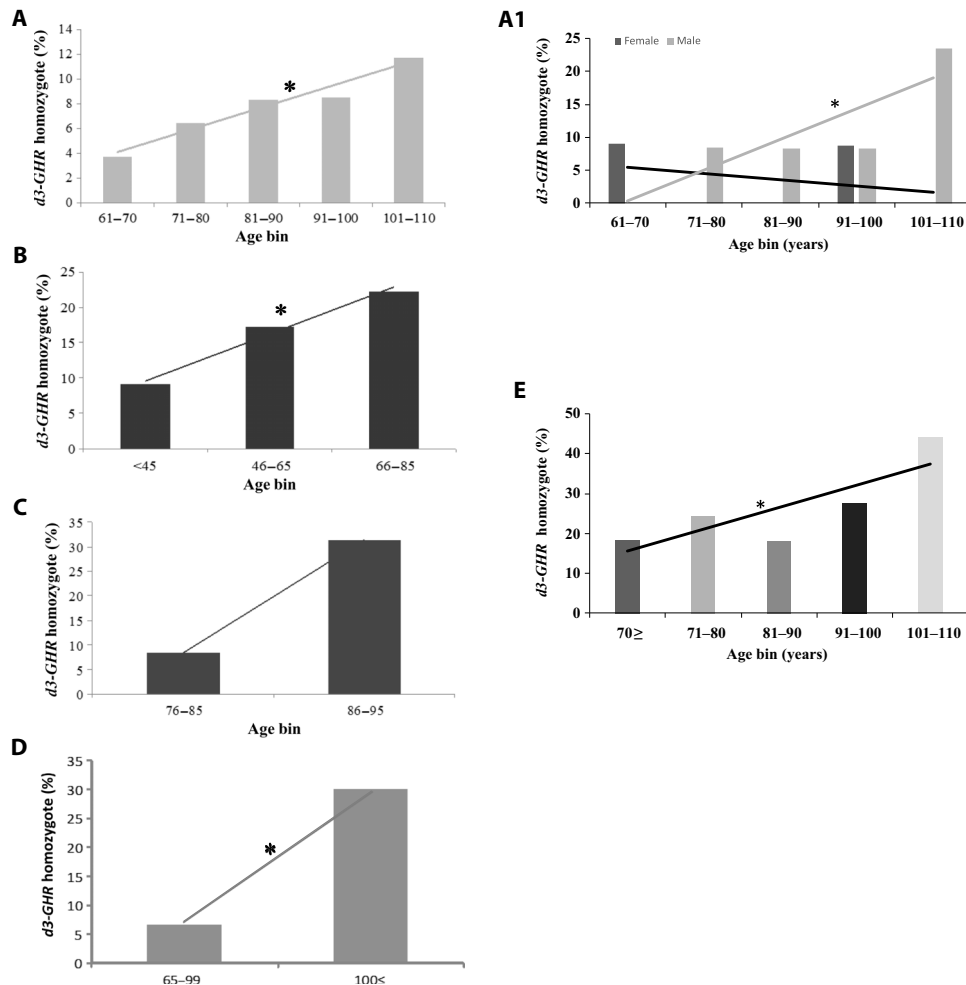 A
d3-GHR homozygote (%)
14
12
10
8
6
4
2
0
*
61–70 71–80 81–90 91–100 101–110
Age bin
A1
d3-GHR homozygote (%)
25
20
15
10
5
0
Female Male
*
61–70 71–80 81–90 91–100 101–110
Age bin (years)
B
d3-GHR homozygote (%)
25
20
15
10
5
0
*
<45 46–65 66–85
Age bin
C
d3-GHR homozygote (%)
35
30
25
20
15
10
5
0
76–85 86–95
Age bin
E
d3-GHR homozygote (%)
50
40
30
20
10
0
*
70≥ 71–80 81–90 91–100 101–110
Age bin (years)
D
d3-GHR homozygote (%)
35
30
25
20
15
10
5
0
*
65–99 100≤